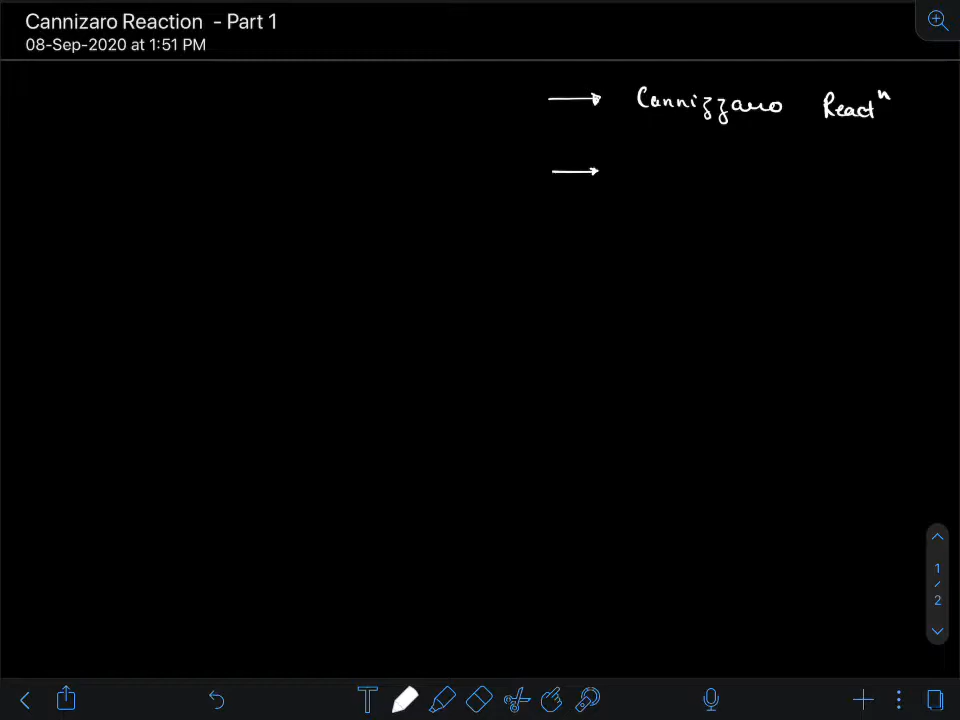 Cannizaro Reaction - Part 1
08-Sep-2020 at 1:51 PM
→ Cannizzaro Reactⁿ
→
1
/
2